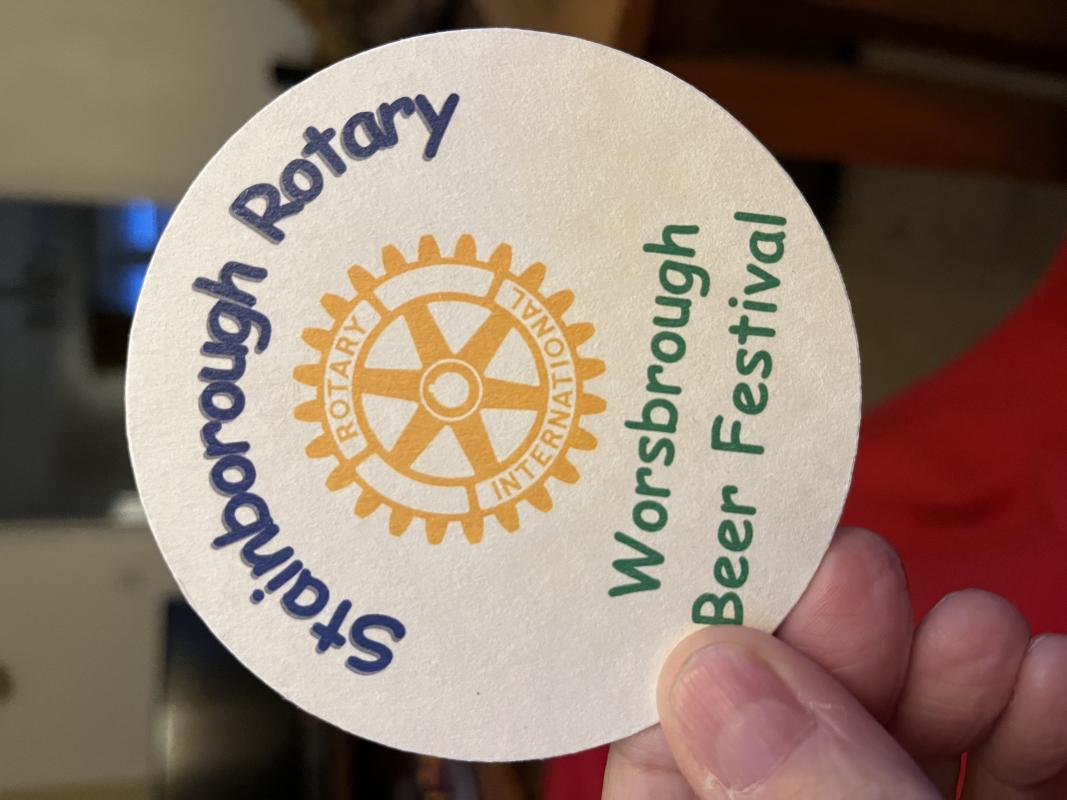 Stainborough Rotary
ROTARY
INTERNATIONAL
Worsbrough
Beer Festival